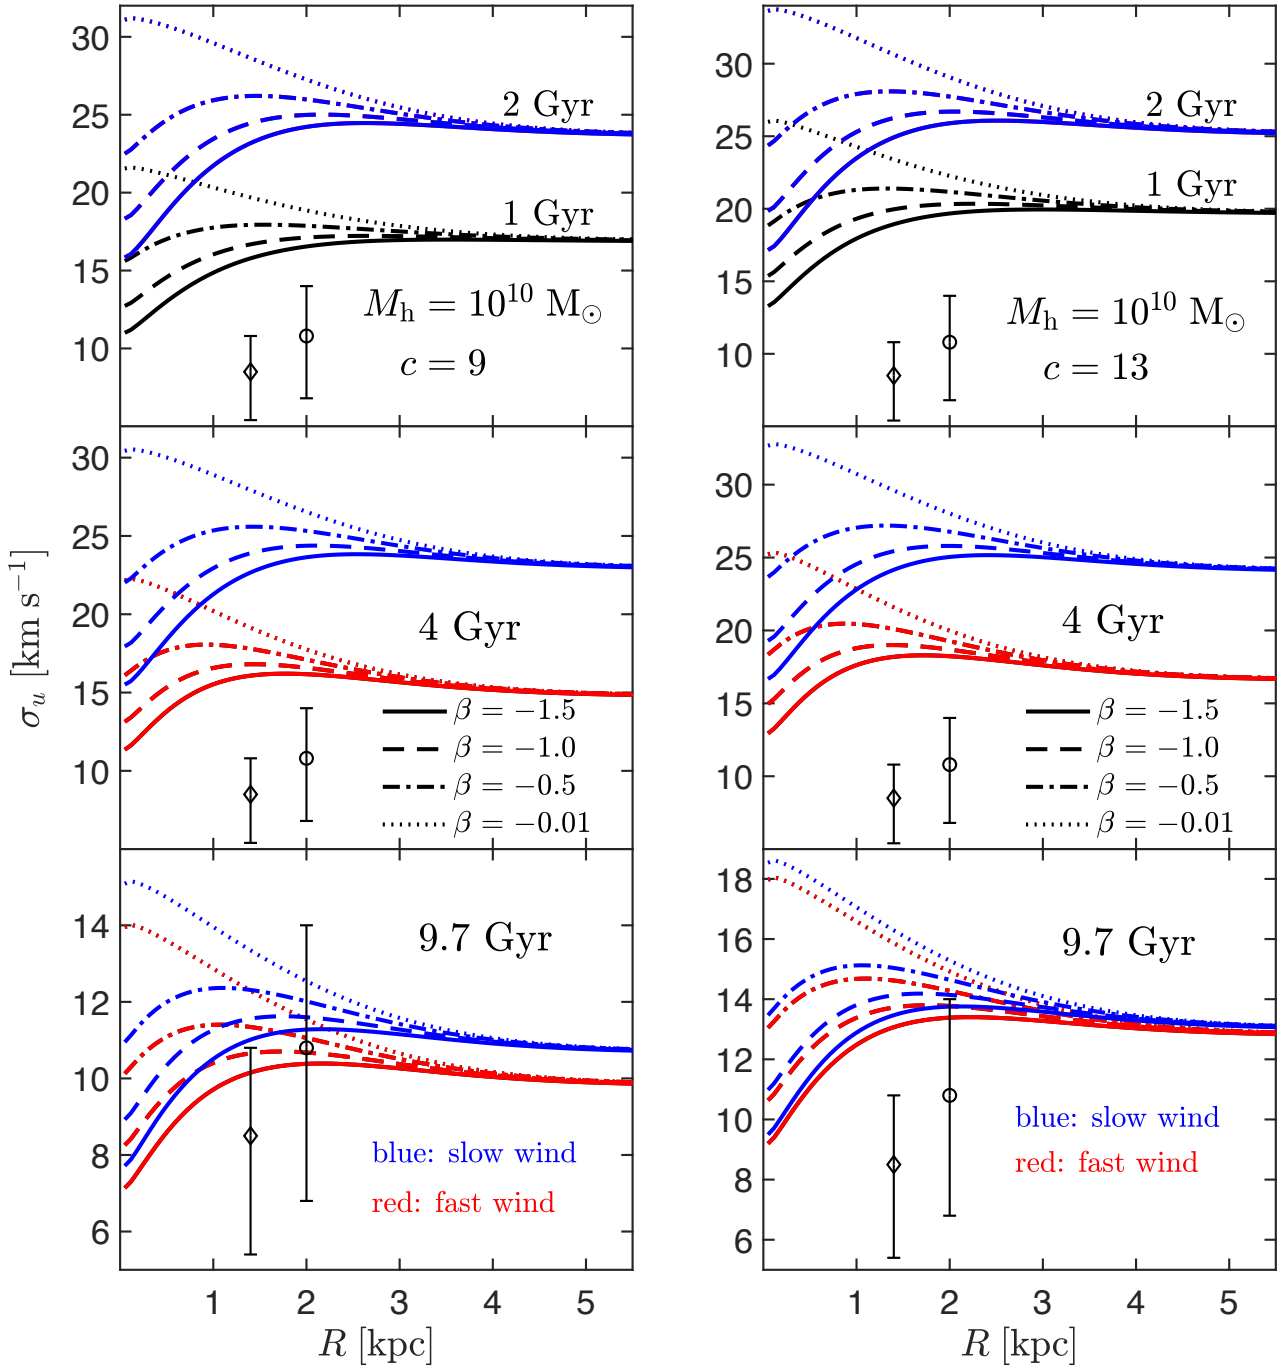 30
25
20
15
10
2 Gyr
1 Gyr
M_h = 10^10 M_⊙
c = 9
30
25
20
15
10
2 Gyr
1 Gyr
M_h = 10^10 M_⊙
c = 13
σ_u [km s^−1]
30
25
20
15
10
4 Gyr
β = −1.5
β = −1.0
β = −0.5
β = −0.01
30
25
20
15
10
4 Gyr
β = −1.5
β = −1.0
β = −0.5
β = −0.01
14
12
10
8
6
9.7 Gyr
blue: slow wind
red: fast wind
1 2 3 4 5
R [kpc]
18
16
14
12
10
8
6
9.7 Gyr
blue: slow wind
red: fast wind
1 2 3 4 5
R [kpc]